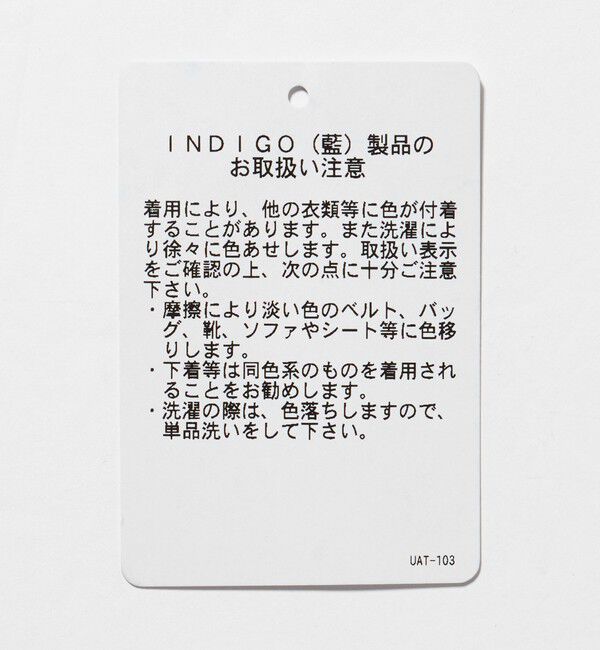 ＩＮＤＩＧＯ（藍）製品の
お取扱い注意
着用により、他の衣類等に色が付着
することがあります。また洗濯によ
り徐々に色あせします。取扱い表示
をご確認の上、次の点に十分ご注意
下さい。
・摩擦により淡い色のベルト、バッ
グ、靴、ソファやシート等に色移
りします。
・下着等は同色系のものを着用され
ることをお勧めします。
・洗濯の際は、色落ちしますので、
単品洗いをして下さい。
UAT-103